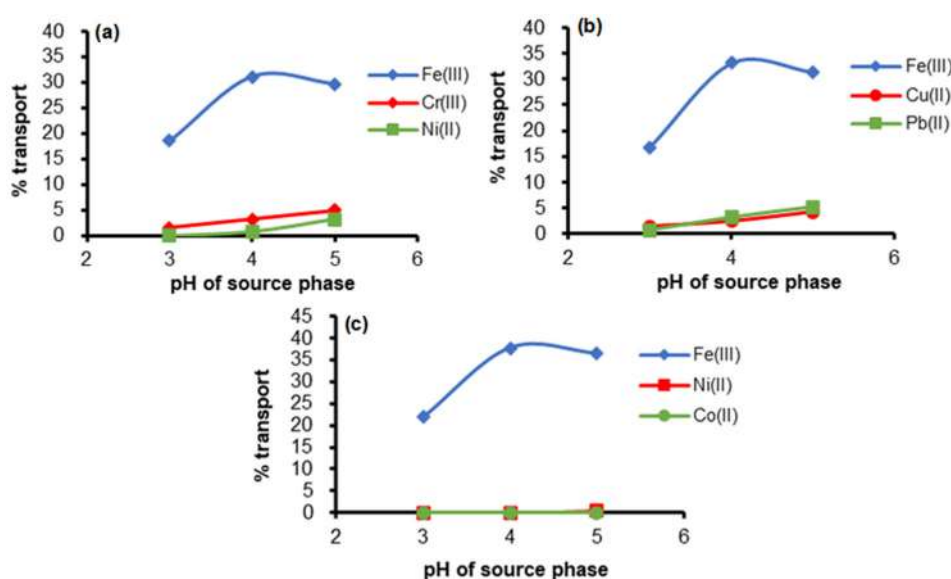 (a)
% transport
40
35
30
25
20
15
10
5
0
2
3
4
5
6
pH of source phase
Fe(III)
Cr(III)
Ni(II)
(b)
% transport
40
35
30
25
20
15
10
5
0
2
3
4
5
6
pH of source phase
Fe(III)
Cu(II)
Pb(II)
(c)
% transport
45
40
35
30
25
20
15
10
5
0
2
3
4
5
6
pH of source phase
Fe(III)
Ni(II)
Co(II)